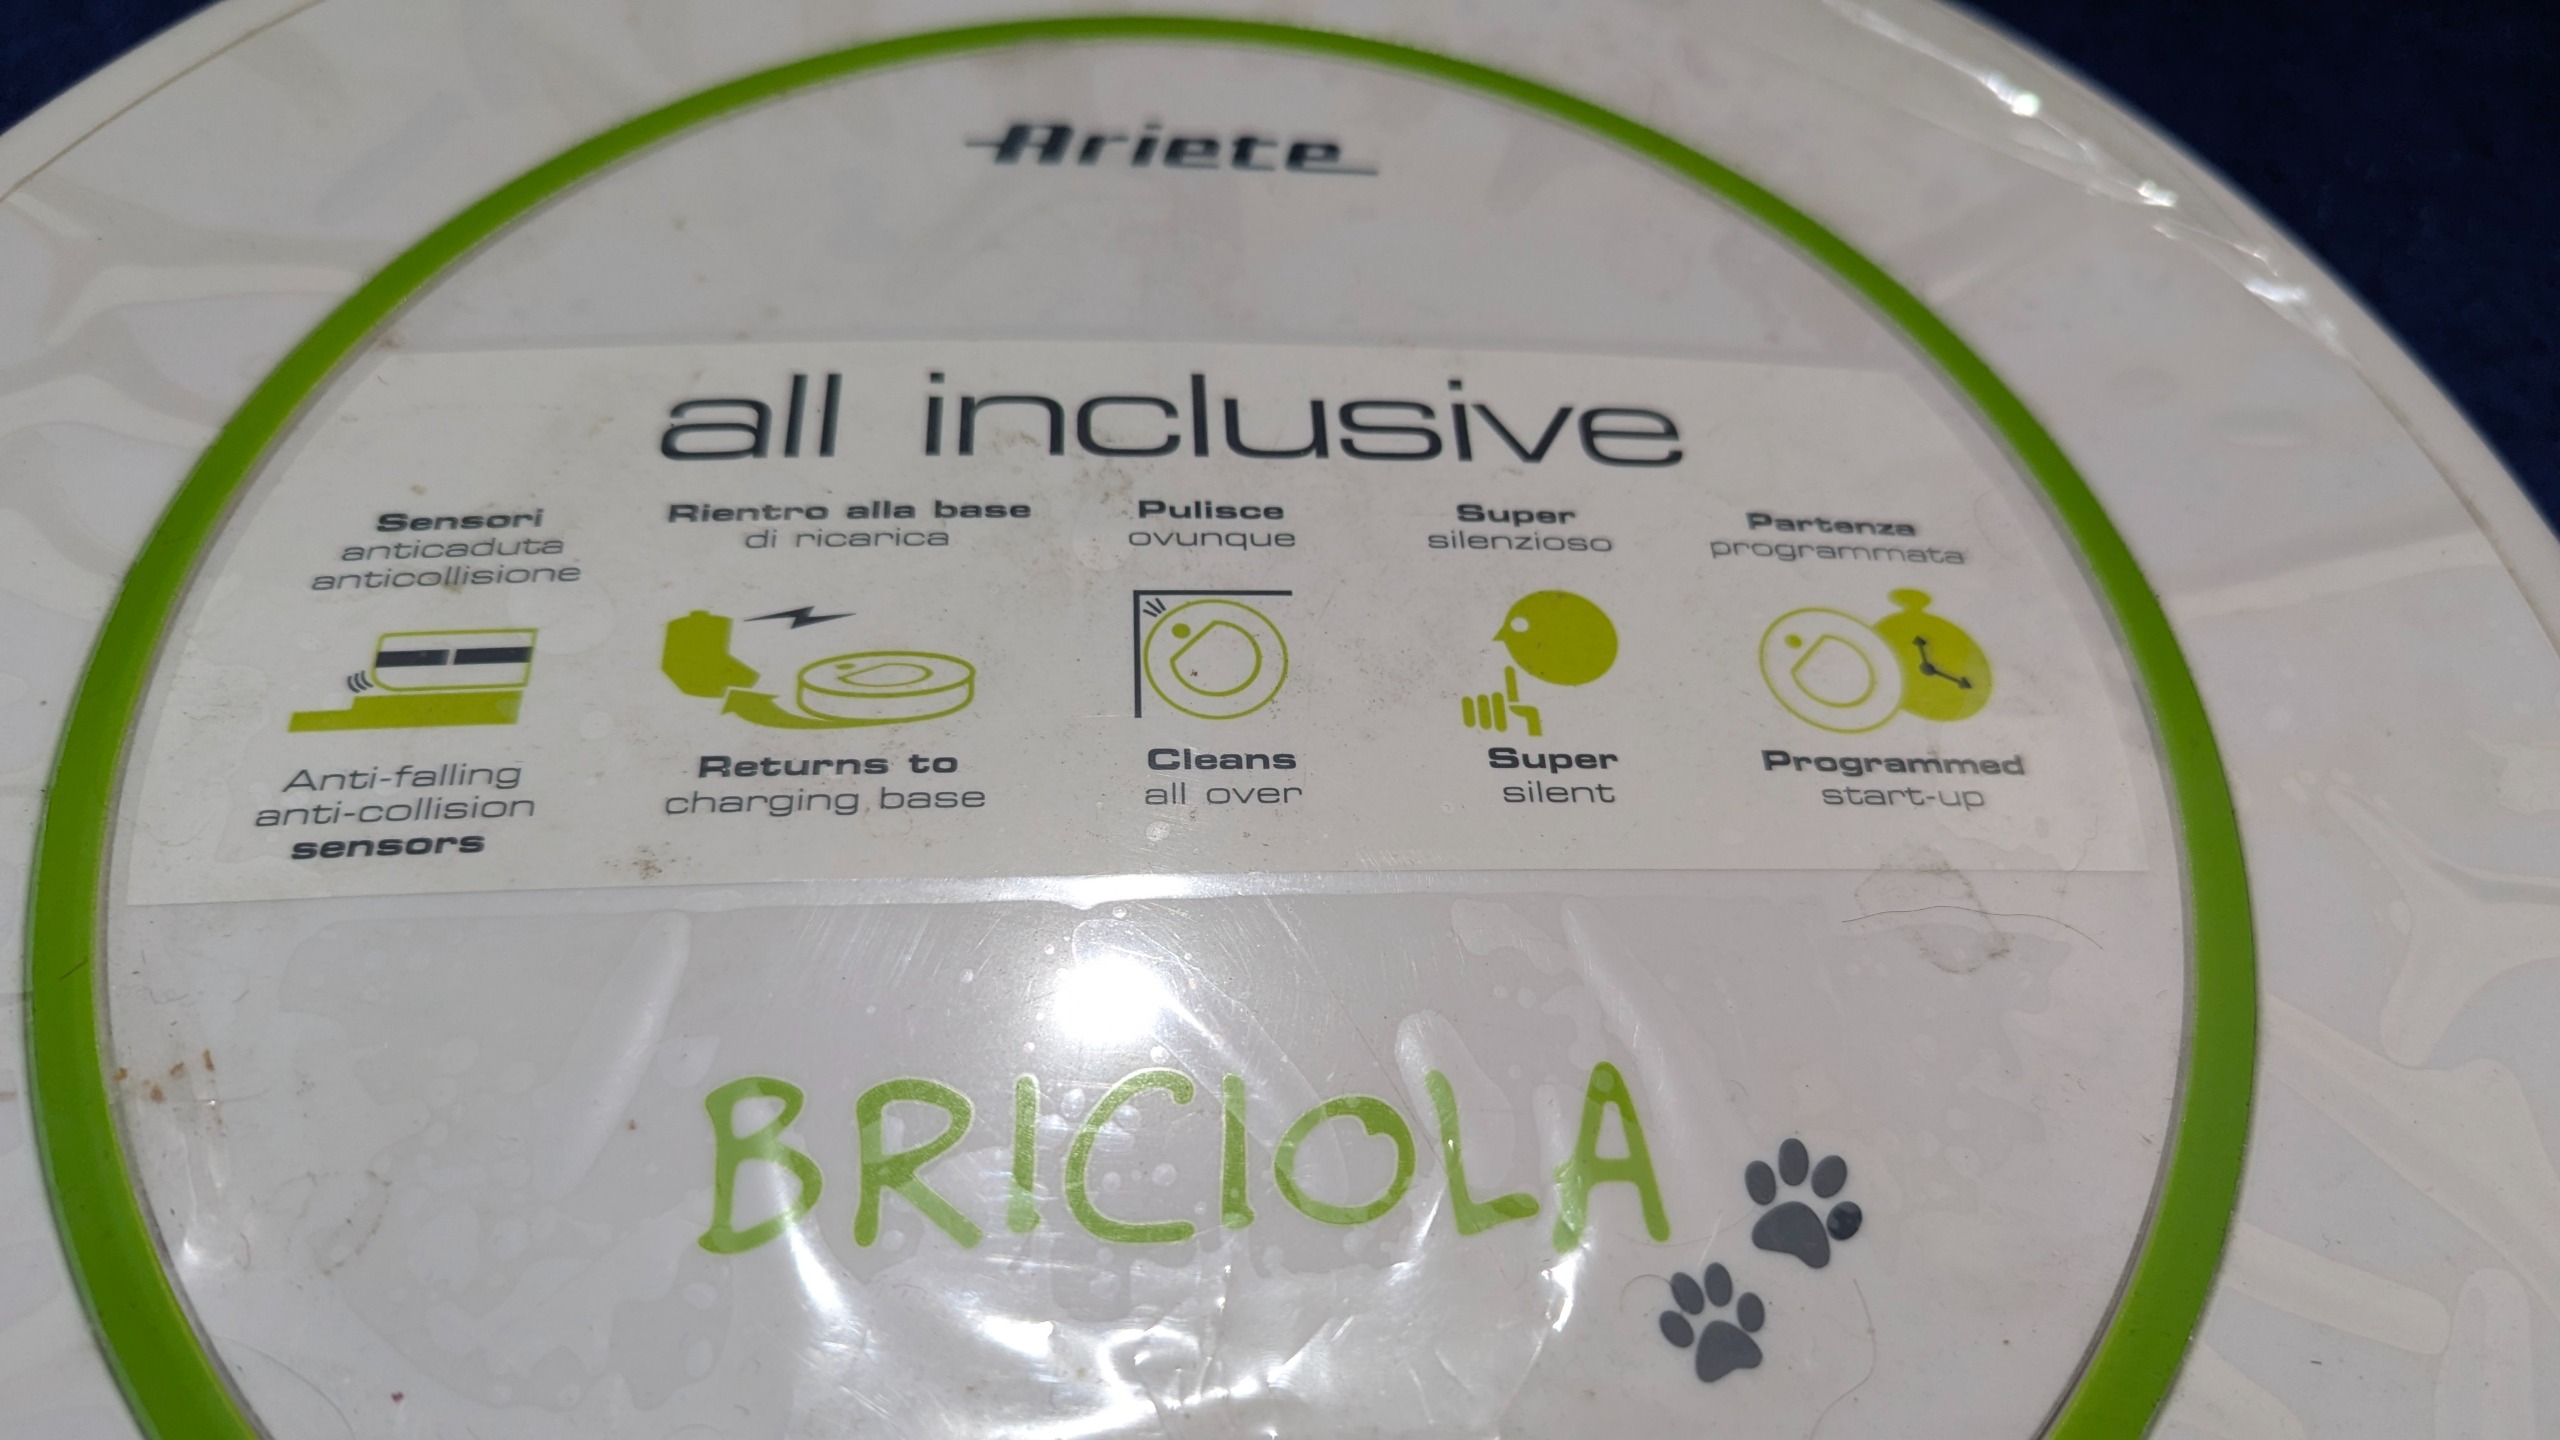 Ariete
all inclusive
Sensori
anticaduta
anticollisione
Rientro alla base
di ricarica
Pulisce
ovunque
Super
silenzioso
Partenza
programmata
Anti-falling
anti-collision
sensors
Returns to
charging base
Cleans
all over
Super
silent
Programmed
start-up
BRICIOLA